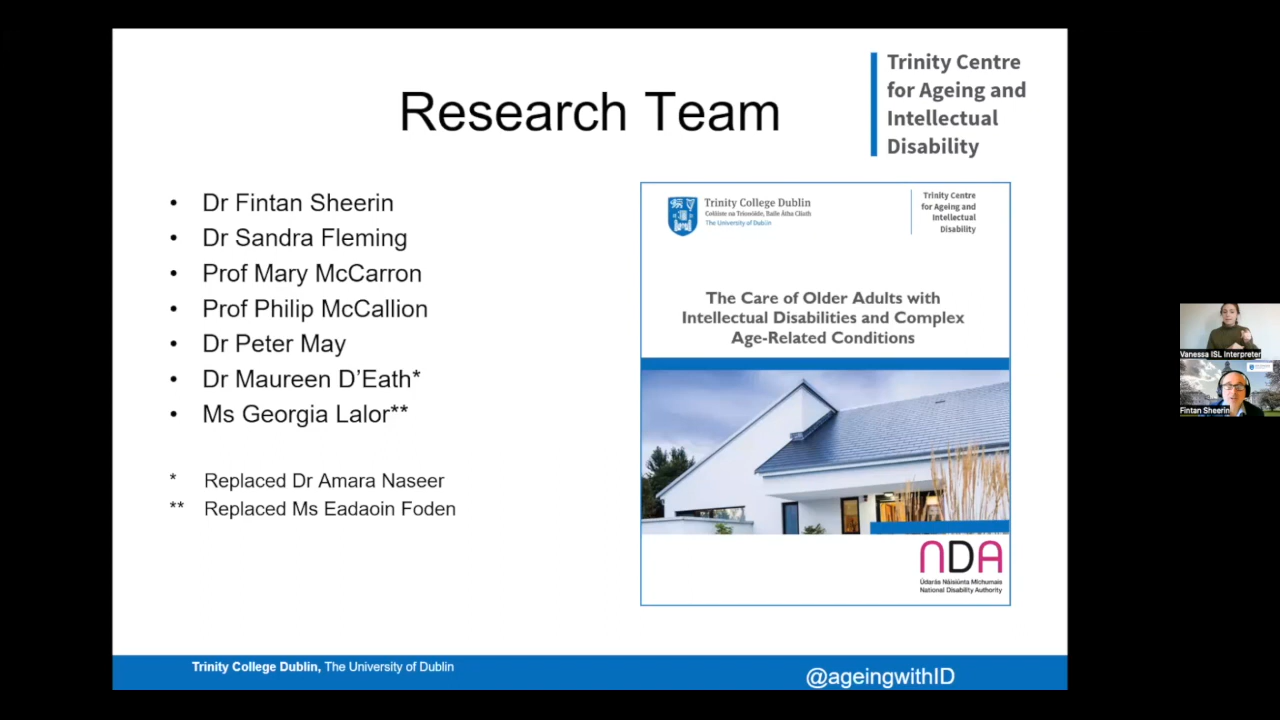 Research Team
Trinity Centre
for Ageing and
Intellectual
Disability
• Dr Fintan Sheerin
• Dr Sandra Fleming
• Prof Mary McCarron
• Prof Philip McCallion
• Dr Peter May
• Dr Maureen D’Eath*
• Ms Georgia Lalor**
* Replaced Dr Amara Naseer
** Replaced Ms Eadaoin Foden
Trinity College Dublin
Coláiste na Tríonóide, Baile Átha Cliath
The University of Dublin
Trinity Centre
for Ageing and
Intellectual
Disability
The Care of Older Adults with
Intellectual Disabilities and Complex
Age-Related Conditions
NDA
Údarás Náisiúnta Míchumais
National Disability Authority
Trinity College Dublin, The University of Dublin
@ageingwithID
Vanessa ISL Interpreter
Fintan Sheerin